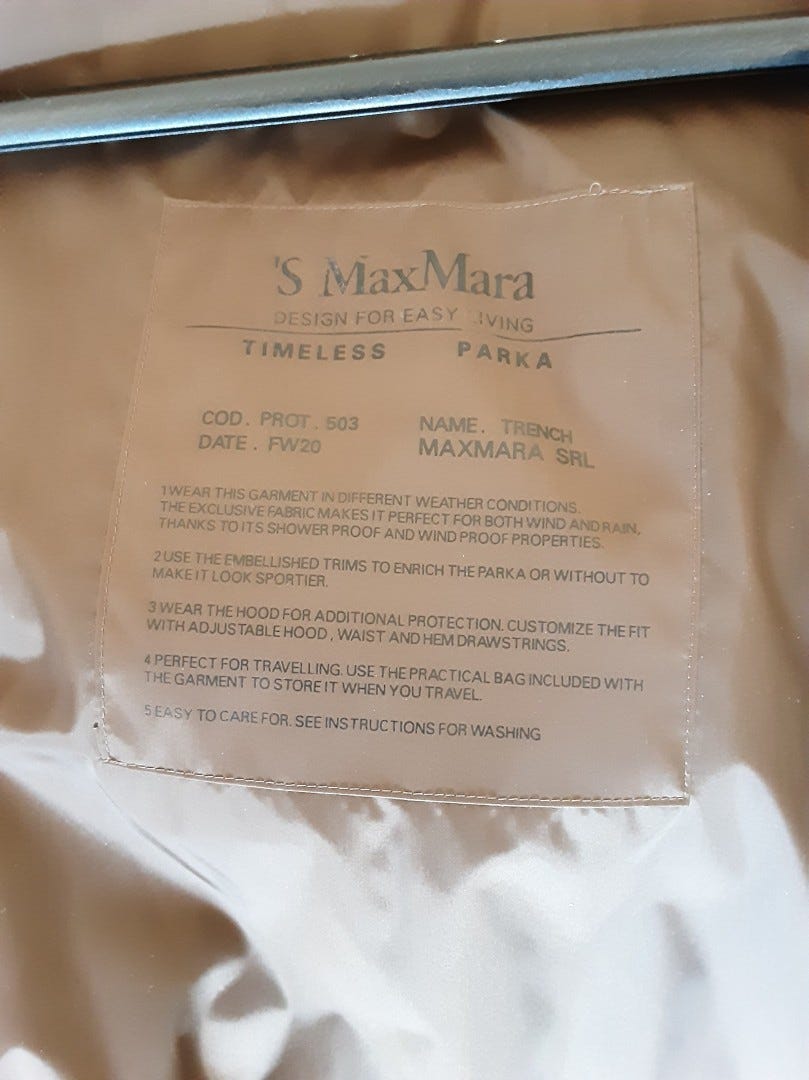 'S MaxMara
DESIGN FOR EASY LIVING
TIMELESS PARKA
COD. PROT. 503 NAME. TRENCH
DATE. FW20 MAXMARA SRL
1 WEAR THIS GARMENT IN DIFFERENT WEATHER CONDITIONS.
THE EXCLUSIVE FABRIC MAKES IT PERFECT FOR BOTH WIND AND RAIN,
THANKS TO ITS SHOWER PROOF AND WIND PROOF PROPERTIES.
2 USE THE EMBELLISHED TRIMS TO ENRICH THE PARKA OR WITHOUT TO
MAKE IT LOOK SPORTIER.
3 WEAR THE HOOD FOR ADDITIONAL PROTECTION. CUSTOMIZE THE FIT
WITH ADJUSTABLE HOOD, WAIST AND HEM DRAWSTRINGS.
4 PERFECT FOR TRAVELLING. USE THE PRACTICAL BAG INCLUDED WITH
THE GARMENT TO STORE IT WHEN YOU TRAVEL.
5 EASY TO CARE FOR. SEE INSTRUCTIONS FOR WASHING